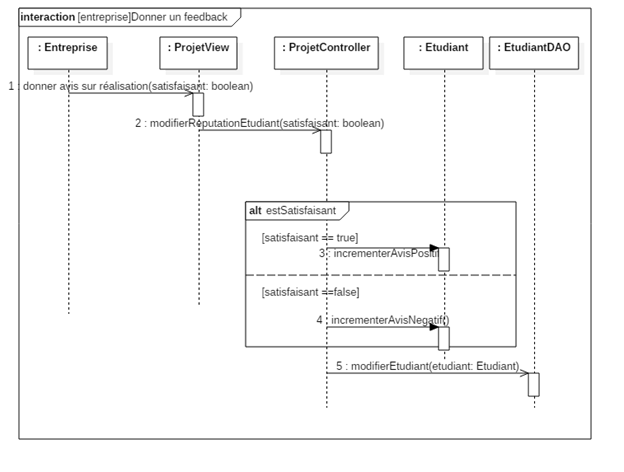 interaction [entreprise]Donner un feedback
: Entreprise
: ProjetView
: ProjetController
: Etudiant
: EtudiantDAO
1 : donner avis sur réalisation(satisfaisant: boolean)
2 : modifierReputationEtudiant(satisfaisant: boolean)
alt estSatisfaisant
[satisfaisant == true]
3 : incrementerAvisPositif
[satisfaisant ==false]
4 : incrementerAvisNegatif()
5 : modifierEtudiant(etudiant: Etudiant)